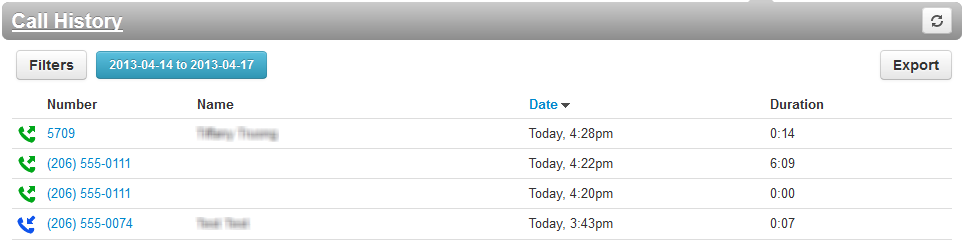 Call History
Filters 2013-04-14 to 2013-04-17 Export
Number Name Date Duration
5709 Today, 4:28pm 0:14
(206) 555-0111 Today, 4:22pm 6:09
(206) 555-0111 Today, 4:20pm 0:00
(206) 555-0074 Today, 3:43pm 0:07